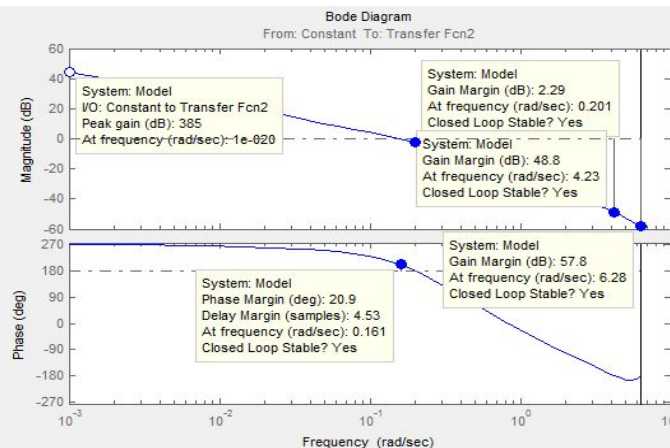 Bode Diagram
From: Constant To: Transfer Fcn2
Magnitude (dB)
60
40
20
0
-20
-40
-60
System: Model
I/O: Constant to Transfer Fcn2
Peak gain (dB): 385
At frequency (rad/sec): 1e-020
System: Model
Gain Margin (dB): 2.29
At frequency (rad/sec): 0.201
Closed Loop Stable? Yes
System: Model
Gain Margin (dB): 48.8
At frequency (rad/sec): 4.23
Closed Loop Stable? Yes
Phase (deg)
270
180
90
0
-90
-180
-270
System: Model
Gain Margin (dB): 57.8
At frequency (rad/sec): 6.28
Closed Loop Stable? Yes
System: Model
Phase Margin (deg): 20.9
Delay Margin (samples): 4.53
At frequency (rad/sec): 0.161
Closed Loop Stable? Yes
10-3
10-2
10-1
100
Frequency (rad/sec)